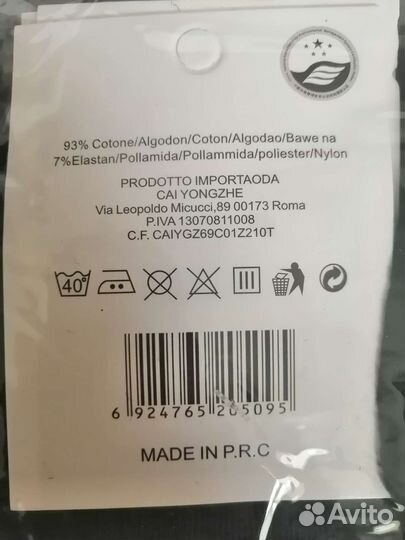 93% Cotone/Algodon/Coton/Algodao/Bawe na
7%Elastan/Pollamida/Pollammida/poliester/Nylon
PRODOTTO IMPORTAODA
CAI YONGZHE
Via Leopoldo Micucci,89 00173 Roma
P.IVA 13070811008
C.F. CAIYGZ69C01Z210T
40°
6 924765 205095
MADE IN P.R.C
Avito